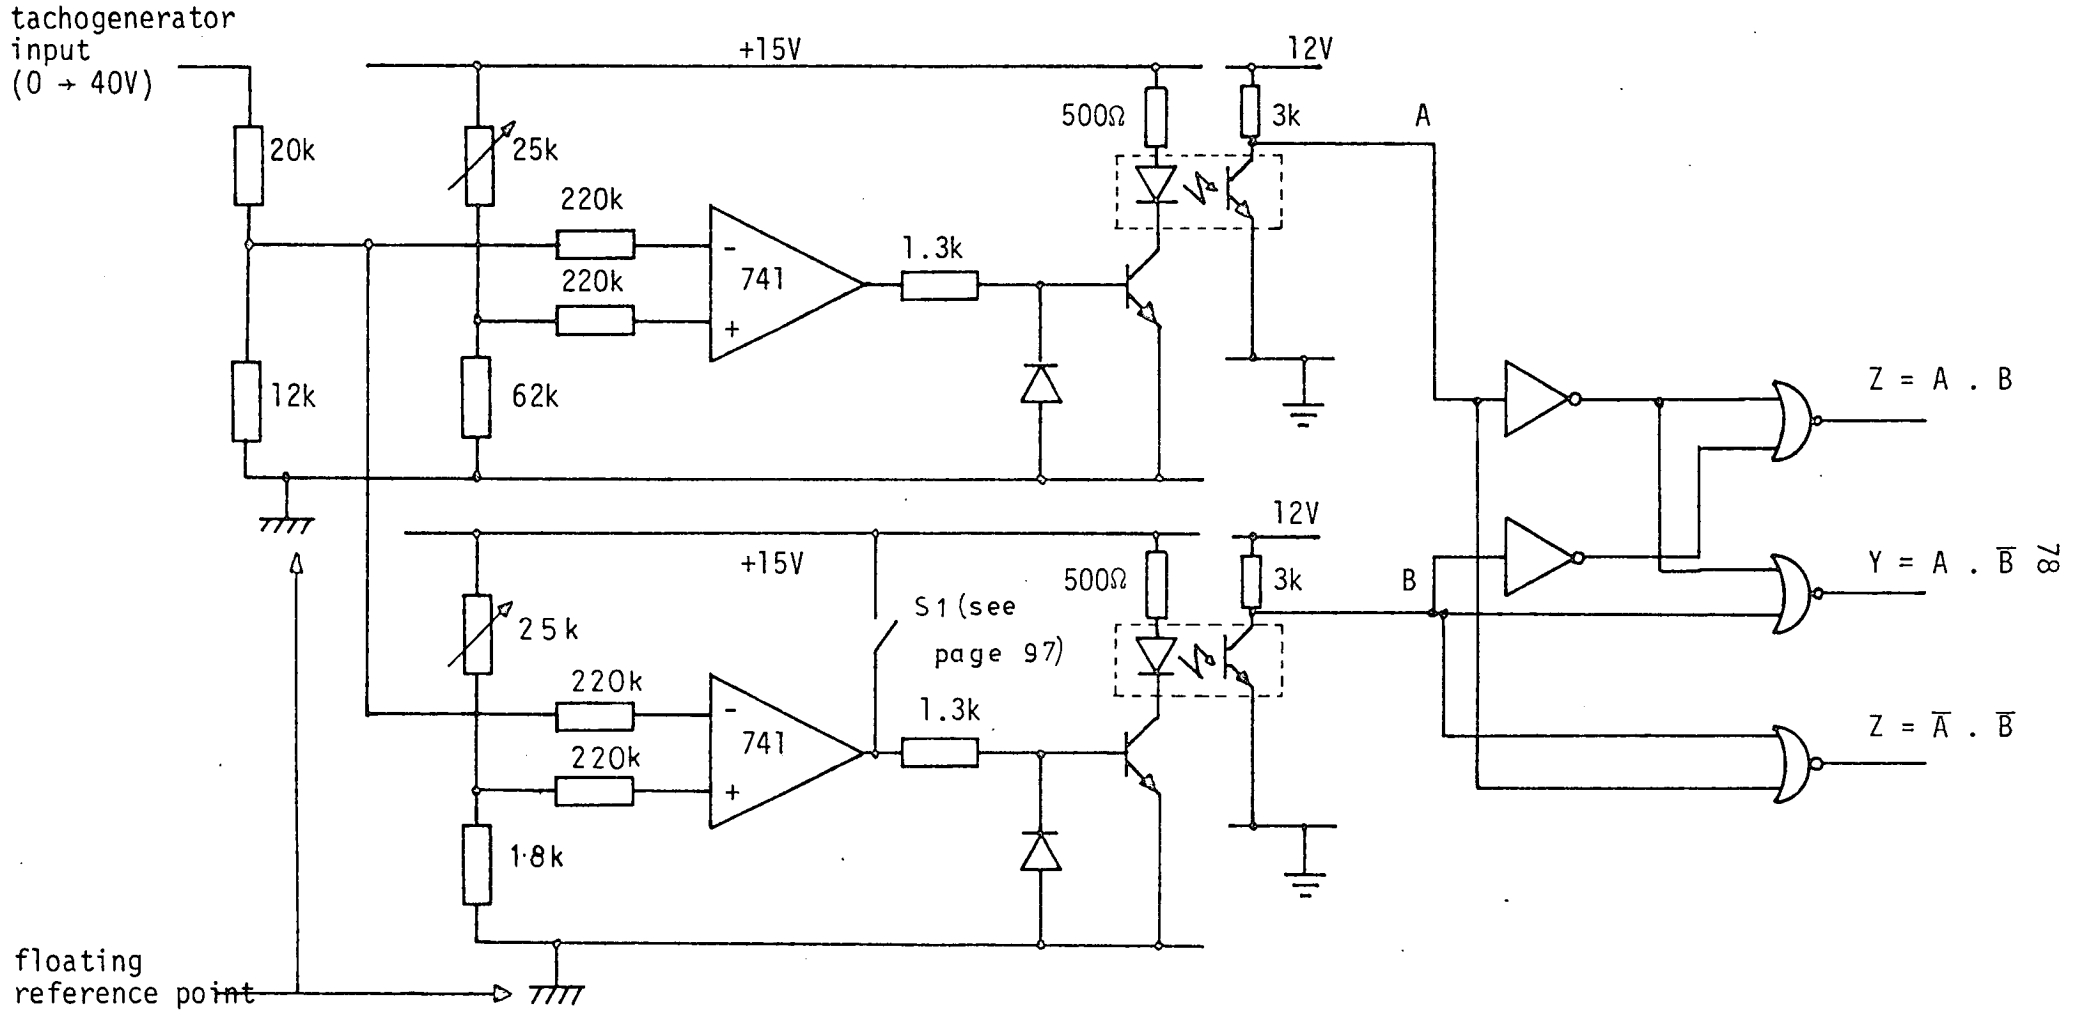 tachogenerator
input
(0 → 40V)
+15V
12V
20k
25k
500Ω
3k
A
220k
220k
-
+
741
1.3k
12k
62k
Z = A . B
+15V
12V
25k
S1 (see
page 97)
500Ω
3k
B
Y = A . B̅
78
220k
220k
-
+
741
1.3k
1·8k
Z = A̅ . B̅
floating
reference point